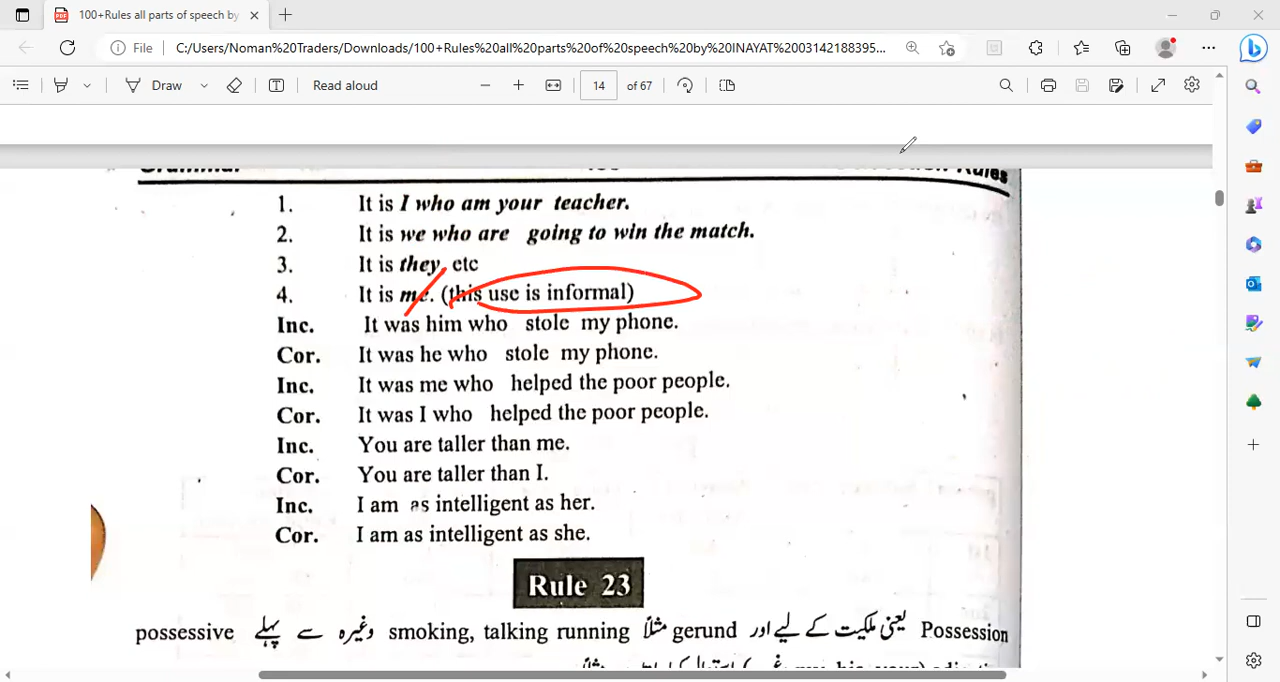 100+Rules all parts of speech by
File
C:/Users/Noman%20Traders/Downloads/100+Rules%20all%20parts%20of%20speech%20by%20INAYAT%2003142188395...
Draw
Read aloud
14
of 67
Grammar Rules
1. It is I who am your teacher.
2. It is we who are going to win the match.
3. It is they etc
4. It is me. (this use is informal)
Inc. It was him who stole my phone.
Cor. It was he who stole my phone.
Inc. It was me who helped the poor people.
Cor. It was I who helped the poor people.
Inc. You are taller than me.
Cor. You are taller than I.
Inc. I am as intelligent as her.
Cor. I am as intelligent as she.
Rule 23
Possession یعنی ملکیت کے لیے اور gerund مثلاً smoking, talking running وغیرہ سے پہلے possessive